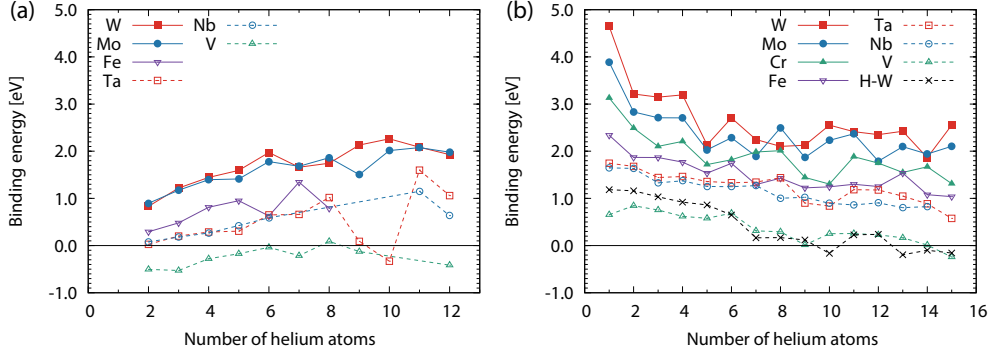 (a)
W
Mo
Fe
Ta
Nb
V
5.0
4.0
3.0
2.0
1.0
0.0
-1.0
Binding energy [eV]
0 2 4 6 8 10 12
Number of helium atoms
(b)
W
Mo
Cr
Fe
Ta
Nb
V
H-W
5.0
4.0
3.0
2.0
1.0
0.0
-1.0
Binding energy [eV]
0 2 4 6 8 10 12 14 16
Number of helium atoms